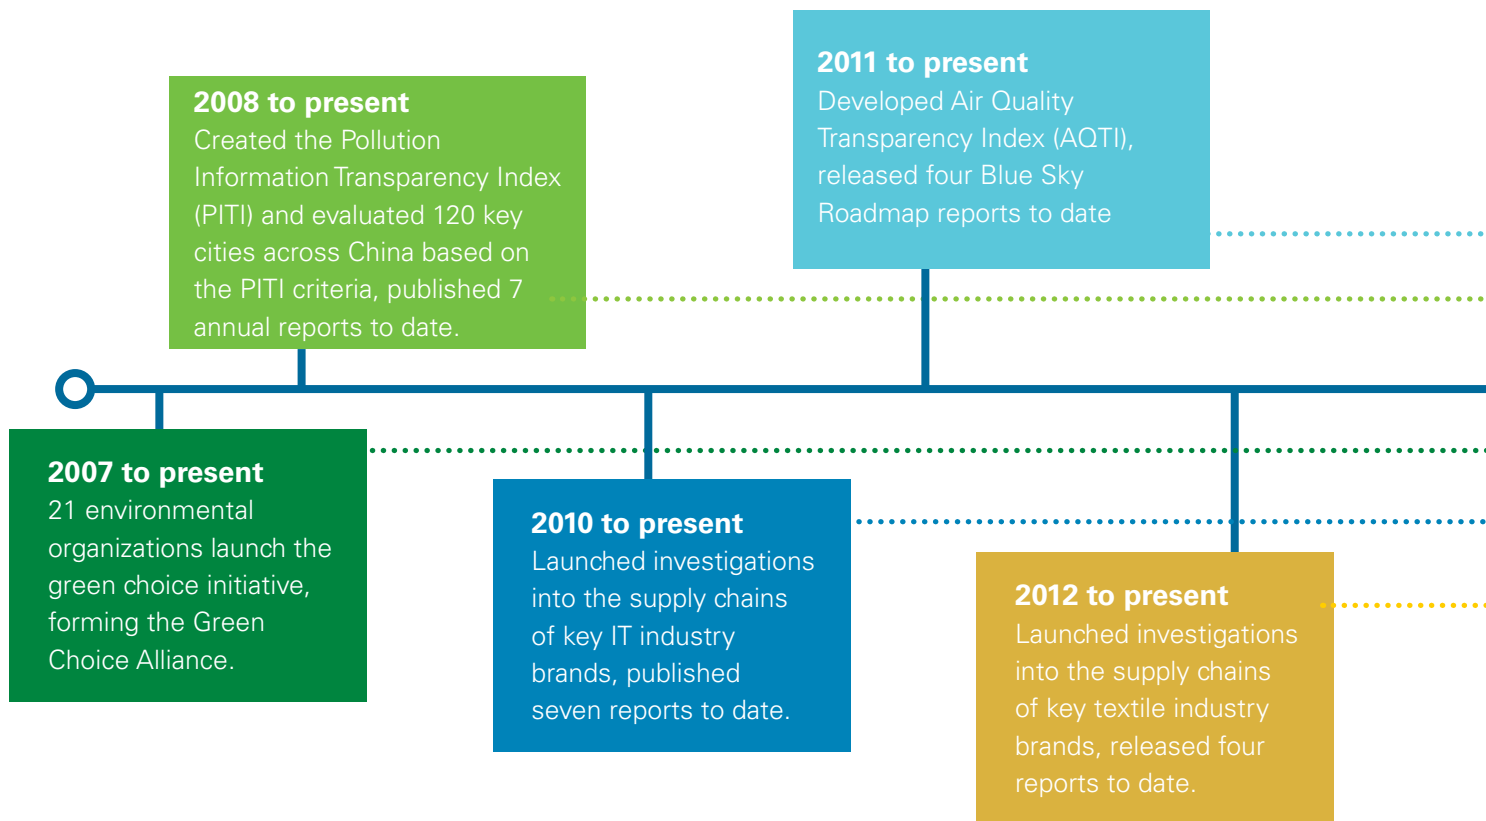 2008 to present
Created the Pollution
Information Transparency Index
(PITI) and evaluated 120 key
cities across China based on
the PITI criteria, published 7
annual reports to date.
2011 to present
Developed Air Quality
Transparency Index (AQTI),
released four Blue Sky
Roadmap reports to date
2007 to present
21 environmental
organizations launch the
green choice initiative,
forming the Green
Choice Alliance.
2010 to present
Launched investigations
into the supply chains
of key IT industry
brands, published
seven reports to date.
2012 to present
Launched investigations
into the supply chains
of key textile industry
brands, released four
reports to date.